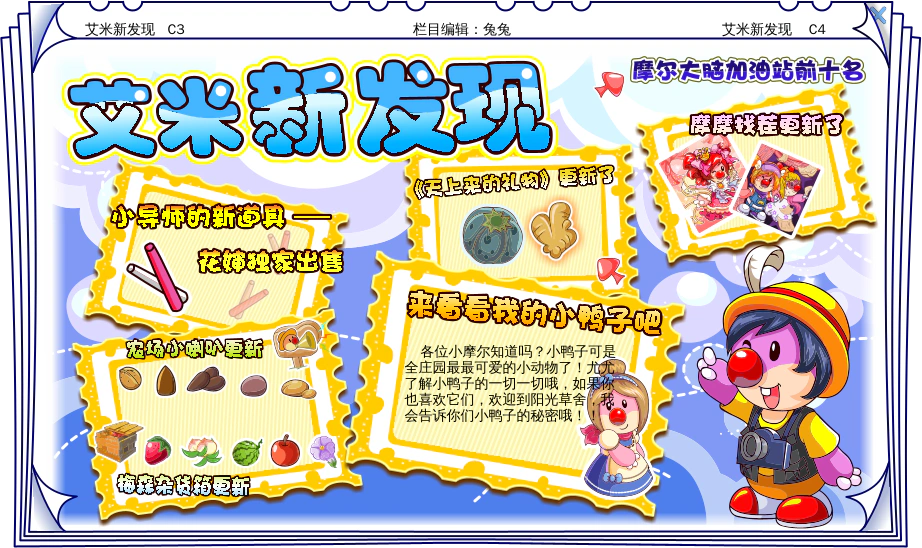 艾米新发现 C3
栏目编辑：兔兔
艾米新发现 C4
艾米新发现
摩尔大脑加油站前十名
摩摩找茬更新了
《天上来的礼物》更新了
小导师的新道具 ——
花婶独家出售
来看看我的小鸭子吧
各位小摩尔知道吗？小鸭子可是
全庄园最最可爱的小动物了！尤尤
了解小鸭子的一切一切哦，如果你
也喜欢它们，欢迎到阳光草舍，我
会告诉你们小鸭子的秘密哦！！
农场小喇叭更新
梅森杂货箱更新